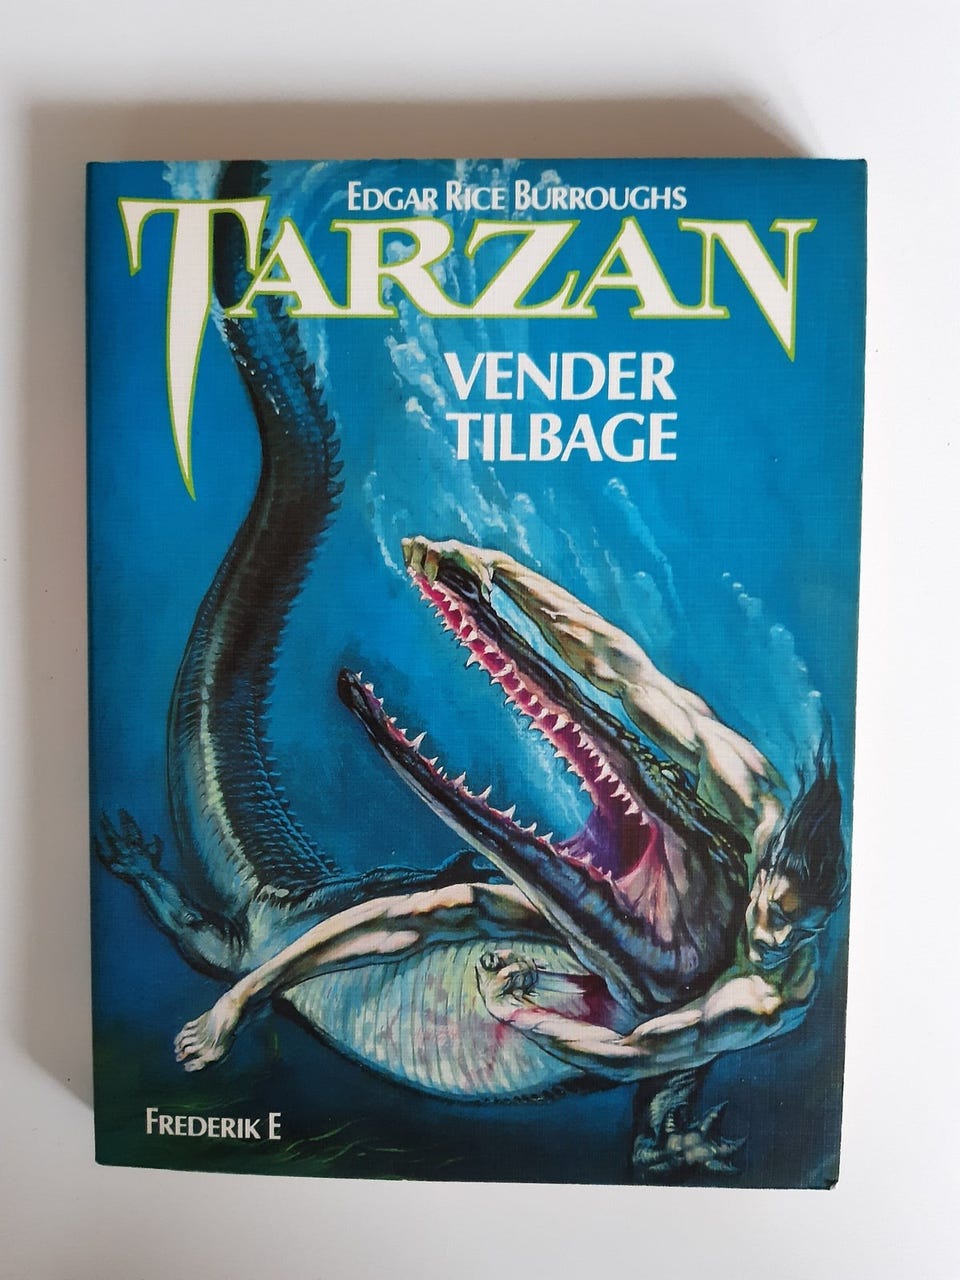 EDGAR RICE BURROUGHS
TARZAN
VENDER
TILBAGE
FREDERIK E